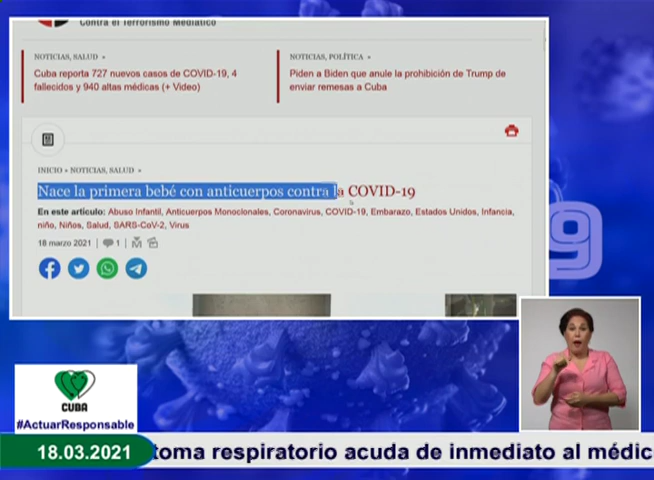 Contra el Terrorismo Mediático
NOTICIAS, SALUD
Cuba reporta 727 nuevos casos de COVID-19, 4
fallecidos y 940 altas médicas (+ Video)
NOTICIAS, POLÍTICA
Piden a Biden que anule la prohibición de Trump de
enviar remesas a Cuba
INICIO » NOTICIAS, SALUD
Nace la primera bebé con anticuerpos contra la COVID-19
En este artículo: Abuso Infantil, Anticuerpos Monoclonales, Coronavirus, COVID-19, Embarazo, Estados Unidos, Infancia,
niño, Niños, Salud, SARS-CoV-2, Virus
18 marzo 2021 | 1 |
9
CUBA
#ActuarResponsable
18.03.2021
toma respiratorio acuda de inmediato al médic